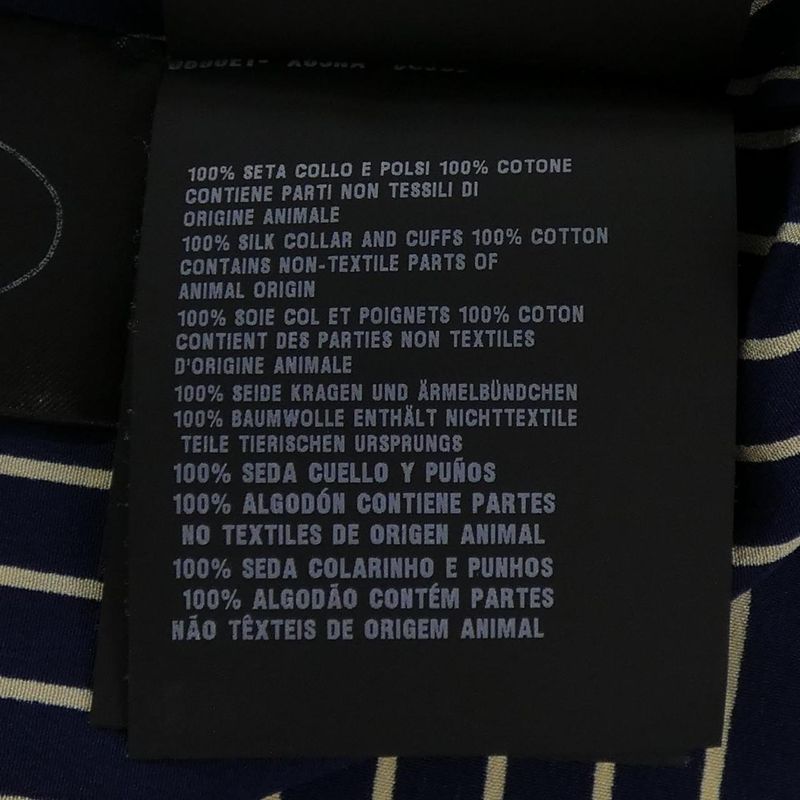 100% SETA COLLO E POLSI 100% COTONE
CONTIENE PARTI NON TESSILI DI
ORIGINE ANIMALE
100% SILK COLLAR AND CUFFS 100% COTTON
CONTAINS NON-TEXTILE PARTS OF
ANIMAL ORIGIN
100% SOIE COL ET POIGNETS 100% COTON
CONTIENT DES PARTIES NON TEXTILES
D'ORIGINE ANIMALE
100% SEIDE KRAGEN UND ÄRMELBÜNDCHEN
100% BAUMWOLLE ENTHÄLT NICHTTEXTILE
TEILE TIERISCHEN URSPRUNGS
100% SEDA CUELLO Y PUÑOS
100% ALGODÓN CONTIENE PARTES
NO TEXTILES DE ORIGEN ANIMAL
100% SEDA COLARINHO E PUNHOS
100% ALGODÃO CONTÉM PARTES
NÃO TÊXTEIS DE ORIGEM ANIMAL